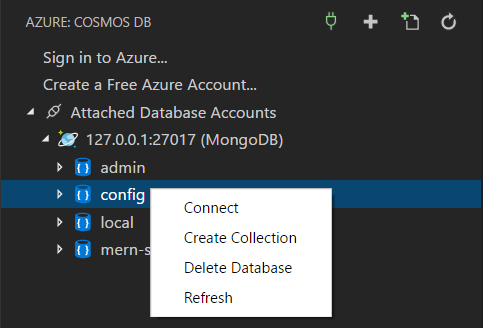 AZURE: COSMOS DB
Sign in to Azure...
Create a Free Azure Account...
Attached Database Accounts
127.0.0.1:27017 (MongoDB)
admin
config
Connect
local
Create Collection
mern-s
Delete Database
Refresh